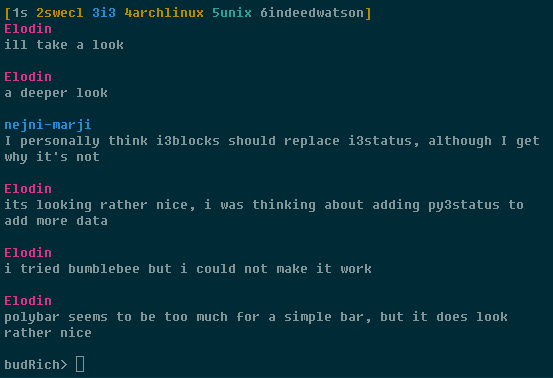 [1s 2swecl 3i3 4archlinux 5unix 6indeedwatson]
Elodin
ill take a look
Elodin
a deeper look
nejni-marji
I personally think i3blocks should replace i3status, although I get
why it's not
Elodin
its looking rather nice, i was thinking about adding py3status to
add more data
Elodin
i tried bumblebee but i could not make it work
Elodin
polybar seems to be too much for a simple bar, but it does look
rather nice
budRich>